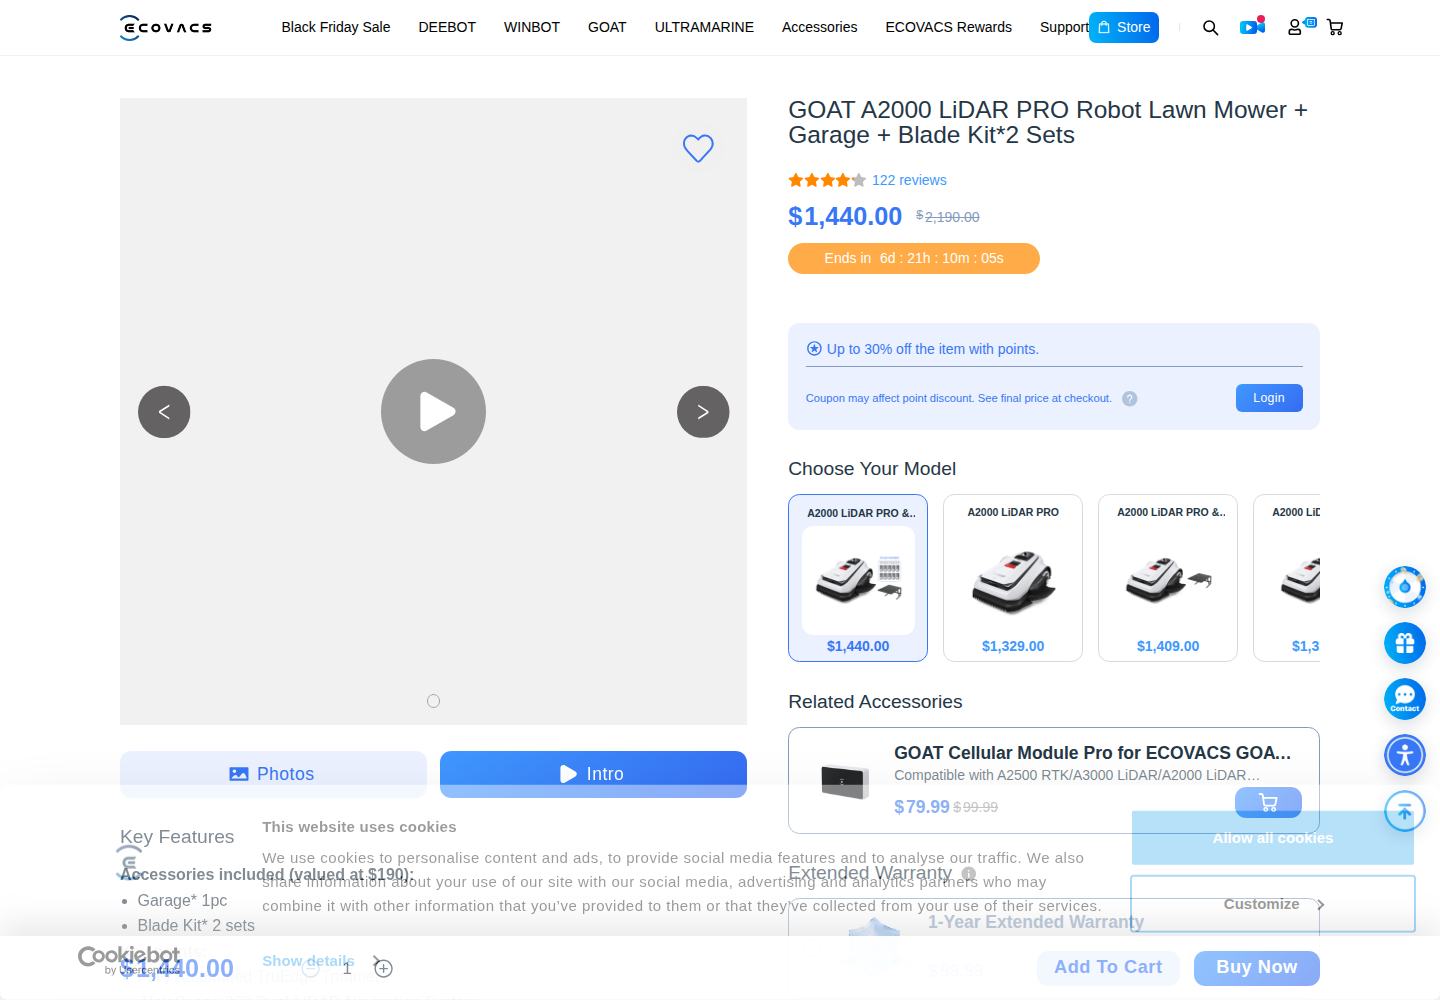 ECOVACS
Black Friday Sale DEEBOT WINBOT GOAT ULTRAMARINE Accessories ECOVACS Rewards Support Store
GOAT A2000 LiDAR PRO Robot Lawn Mower +
Garage + Blade Kit*2 Sets
122 reviews
$1,440.00 $2,190.00
Ends in 6d : 21h : 10m : 05s
Up to 30% off the item with points.
Coupon may affect point discount. See final price at checkout. ?
Login
<
>
Choose Your Model
A2000 LiDAR PRO &..
$1,440.00
A2000 LiDAR PRO
$1,329.00
A2000 LiDAR PRO &..
$1,409.00
A2000 LiD
$1,3
Contact
Related Accessories
GOAT Cellular Module Pro for ECOVACS GOA...
Compatible with A2500 RTK/A3000 LiDAR/A2000 LiDAR...
$79.99 $99.99
Photos
Intro
Key Features
Accessories included (valued at $190):
Garage* 1pc
Blade Kit* 2 sets
Extended Warranty
1-Year Extended Warranty
This website uses cookies
We use cookies to personalise content and ads, to provide social media features and to analyse our traffic. We also
share information about your use of our site with our social media, advertising and analytics partners who may
combine it with other information that you've provided to them or that they've collected from your use of their services.
Allow all cookies
Customize
Cookiebot
by Usercentrics
Show details
$1,440.00
1
Add To Cart
Buy Now